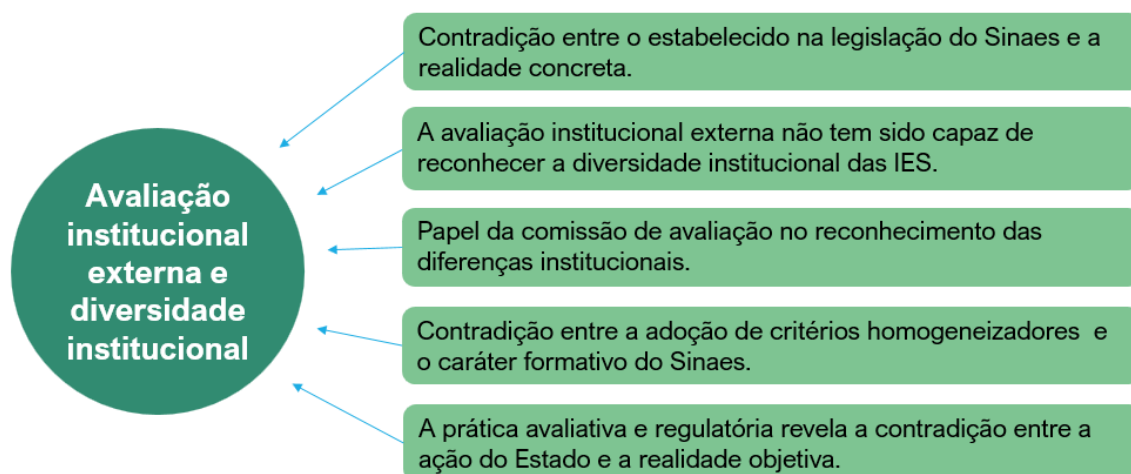 Avaliação
institucional
externa e
diversidade
institucional
Contradição entre o estabelecido na legislação do Sinaes e a
realidade concreta.
A avaliação institucional externa não tem sido capaz de
reconhecer a diversidade institucional das IES.
Papel da comissão de avaliação no reconhecimento das
diferenças institucionais.
Contradição entre a adoção de critérios homogeneizadores  e
o caráter formativo do Sinaes.
A prática avaliativa e regulatória revela a contradição entre a
ação do Estado e a realidade objetiva.